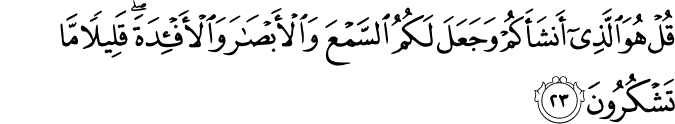 قُلْ هُوَ ٱلَّذِىٓ أَنشَأَكُمْ وَجَعَلَ لَكُمُ ٱلسَّمْعَ وَٱلْأَبْصَـٰرَ وَٱلْأَفْـِٔدَةَ ۖ قَلِيلًا مَّا
تَشْكُرُونَ ٢٣